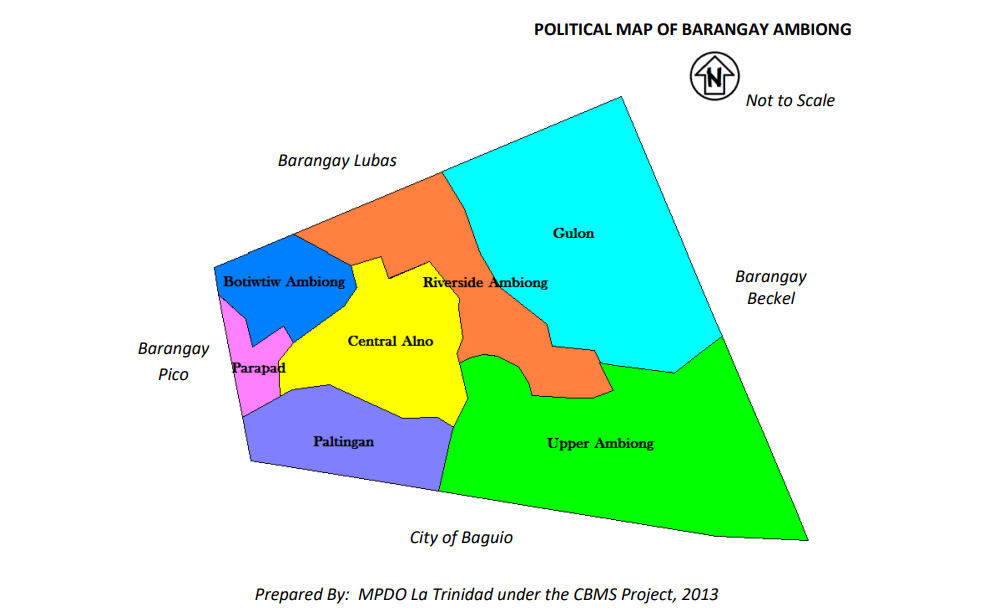 POLITICAL MAP OF BARANGAY AMBIONG
N
Not to Scale
Barangay Lubas
Gulon
Botiwtiw Ambiong
Riverside Ambiong
Barangay
Beckel
Central Alno
Barangay
Pico
Parapad
Paltingan
Upper Ambiong
City of Baguio
Prepared By: MPDO La Trinidad under the CBMS Project, 2013